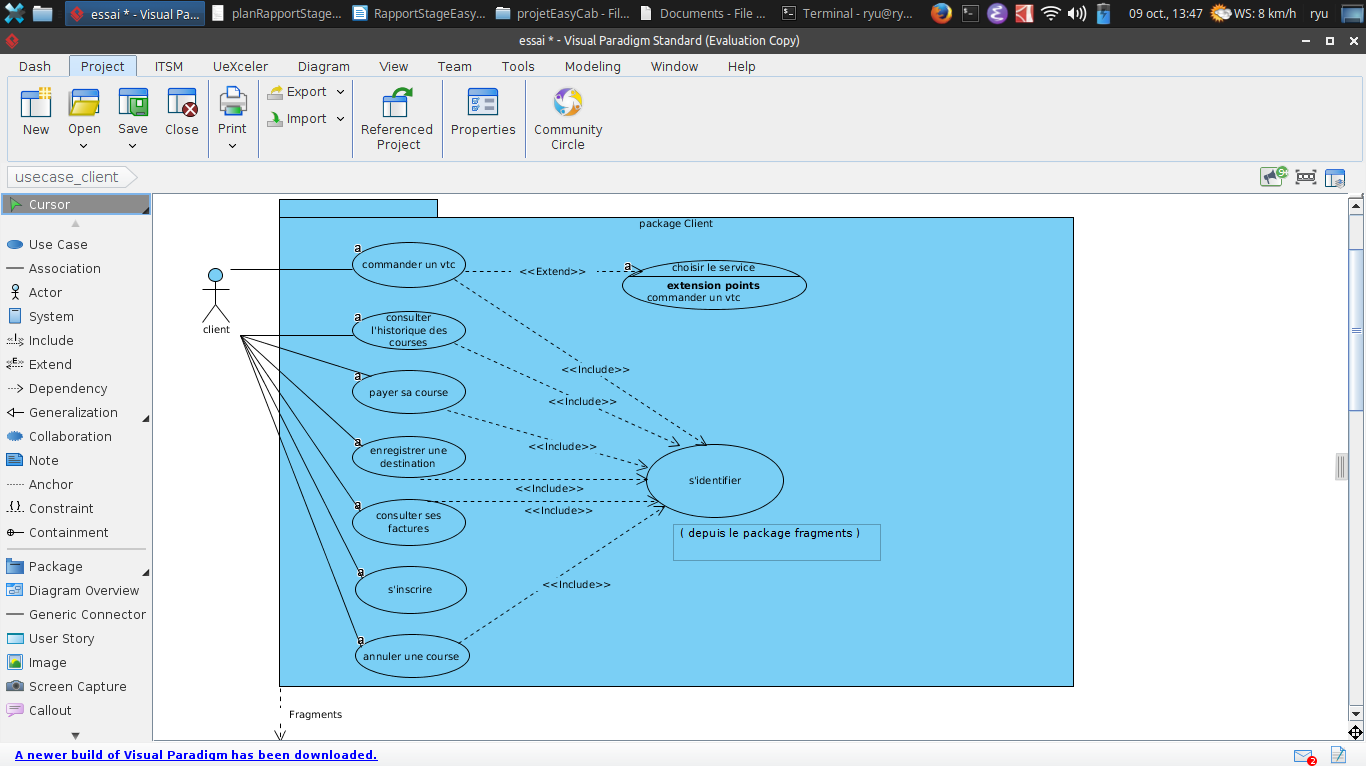 essai * - Visual Pa...
planRapportStage...
RapportStageEasy...
projetEasyCab - Fil...
Documents - File ...
Terminal - ryu@ry...
09 oct., 13:47
WS: 8 km/h
ryu
essai * - Visual Paradigm Standard (Evaluation Copy)
Dash
Project
ITSM
UeXceler
Diagram
View
Team
Tools
Modeling
Window
Help
New
Open
Save
Close
Print
Export
Import
Referenced
Project
Properties
Community
Circle
usecase_client
9+
Cursor
Use Case
Association
Actor
System
Include
Extend
Dependency
Generalization
Collaboration
Note
Anchor
Constraint
Containment
Package
Diagram Overview
Generic Connector
User Story
Image
Screen Capture
Callout
package Client
client
a
commander un vtc
<<Extend>>
a
choisir le service
extension points
commander un vtc
a
consulter
l'historique des
courses
<<Include>>
<<Include>>
a
payer sa course
<<Include>>
a
enregistrer une
destination
<<Include>>
s'identifier
a
consulter ses
factures
<<Include>>
( depuis le package fragments )
a
s'inscrire
<<Include>>
a
annuler une course
Fragments
A newer build of Visual Paradigm has been downloaded.
2